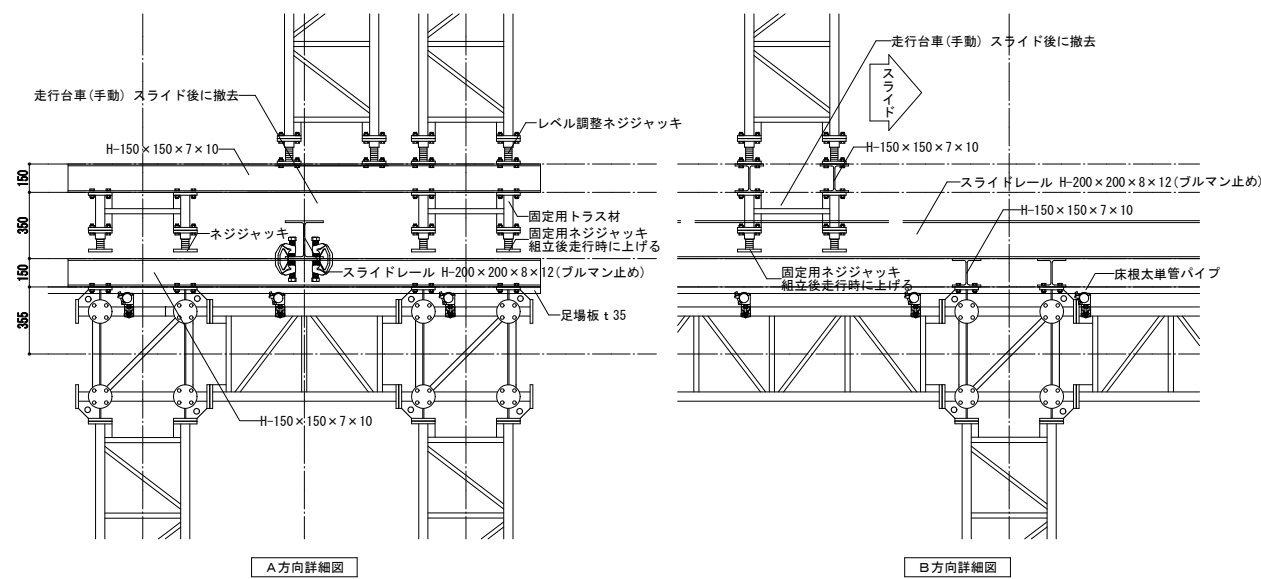 走行台車(手動) スライド後に撤去
レベル調整ネジジャッキ
H-150×150×7×10
150
350
150
355
固定用トラス材
ネジジャッキ
固定用ネジジャッキ
組立後走行時に上げる
スライドレール H-200×200×8×12(ブルマン止め)
足場板 t 35
H-150×150×7×10
A方向詳細図
走行台車(手動) スライド後に撤去
スライド
H-150×150×7×10
スライドレール H-200×200×8×12(ブルマン止め)
H-150×150×7×10
固定用ネジジャッキ
組立後走行時に上げる
床根太単管パイプ
B方向詳細図